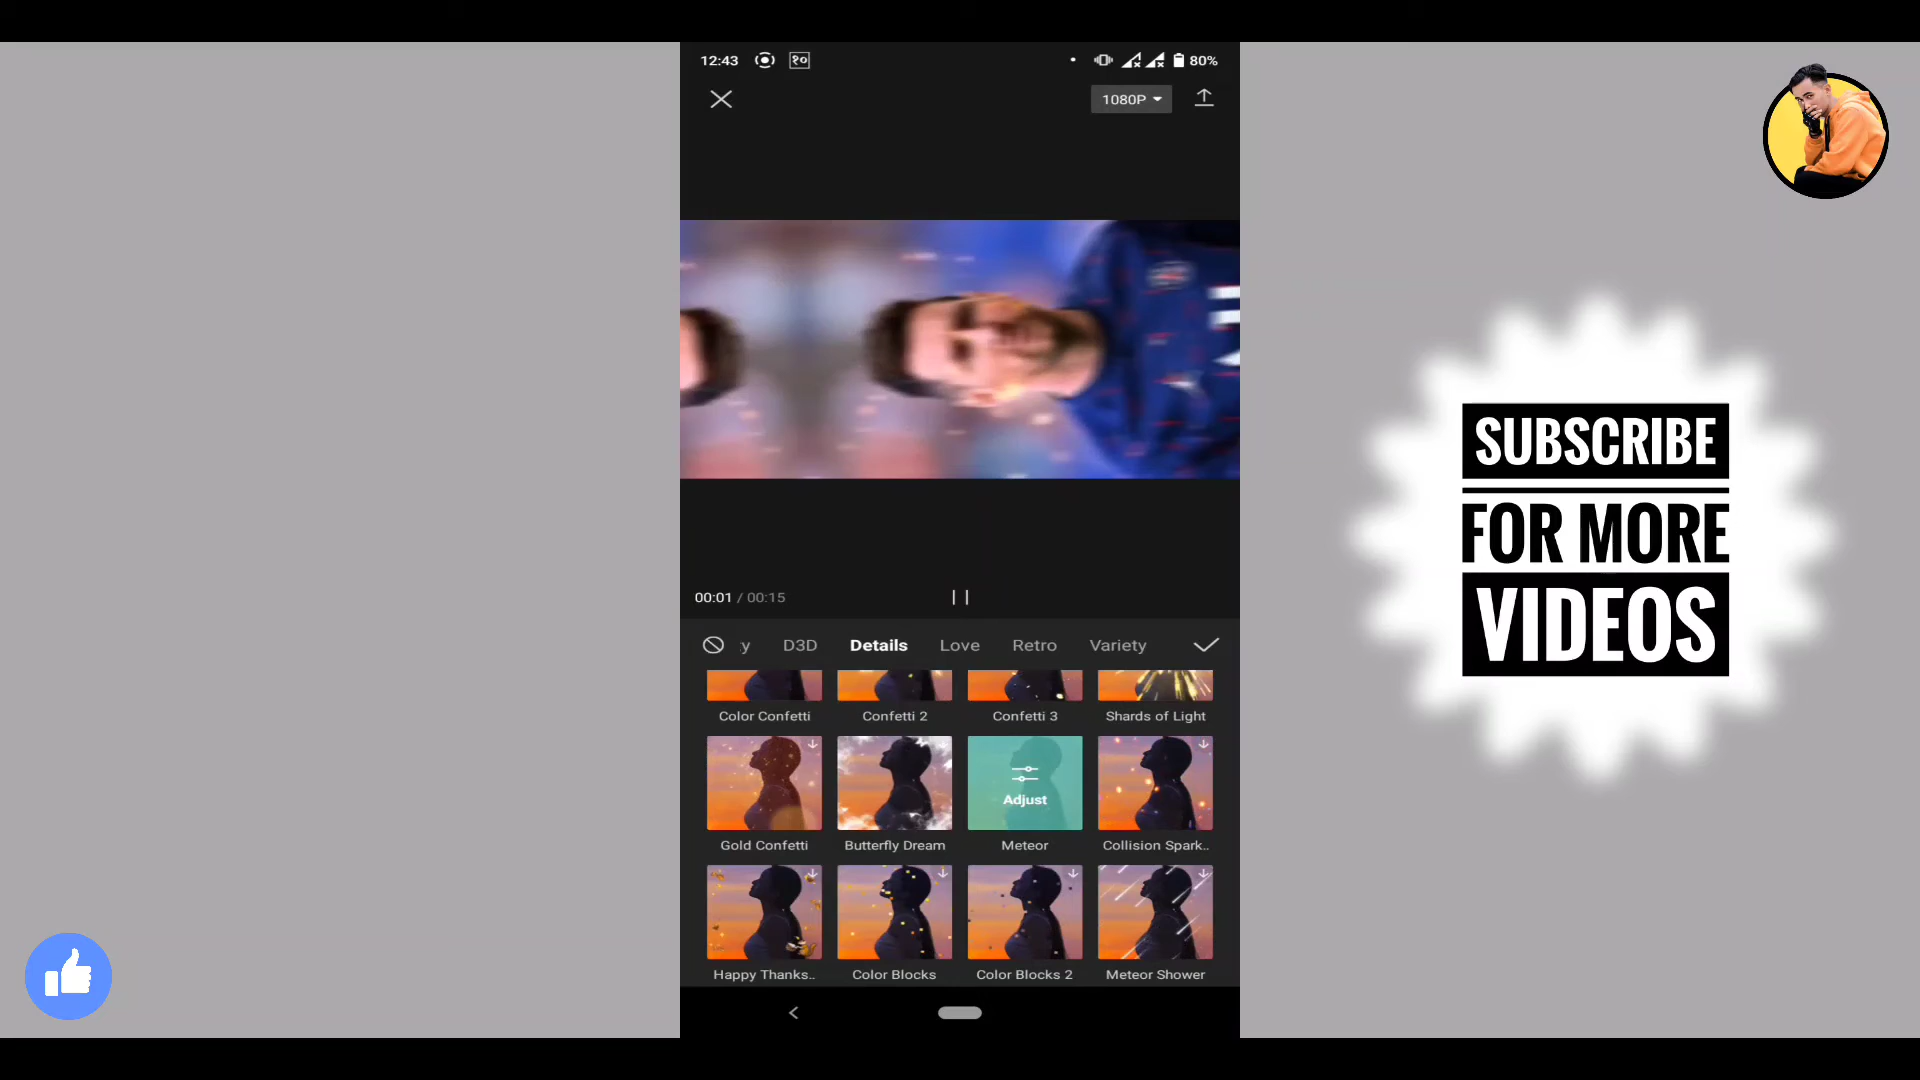 12:43
२०
80%
1080P
00:01 / 00:15
y D3D Details Love Retro Variety
Color Confetti Confetti 2 Confetti 3 Shards of Light
Adjust
Gold Confetti Butterfly Dream Meteor Collision Spark..
Happy Thanks.. Color Blocks Color Blocks 2 Meteor Shower
SUBSCRIBE
FOR MORE
VIDEOS